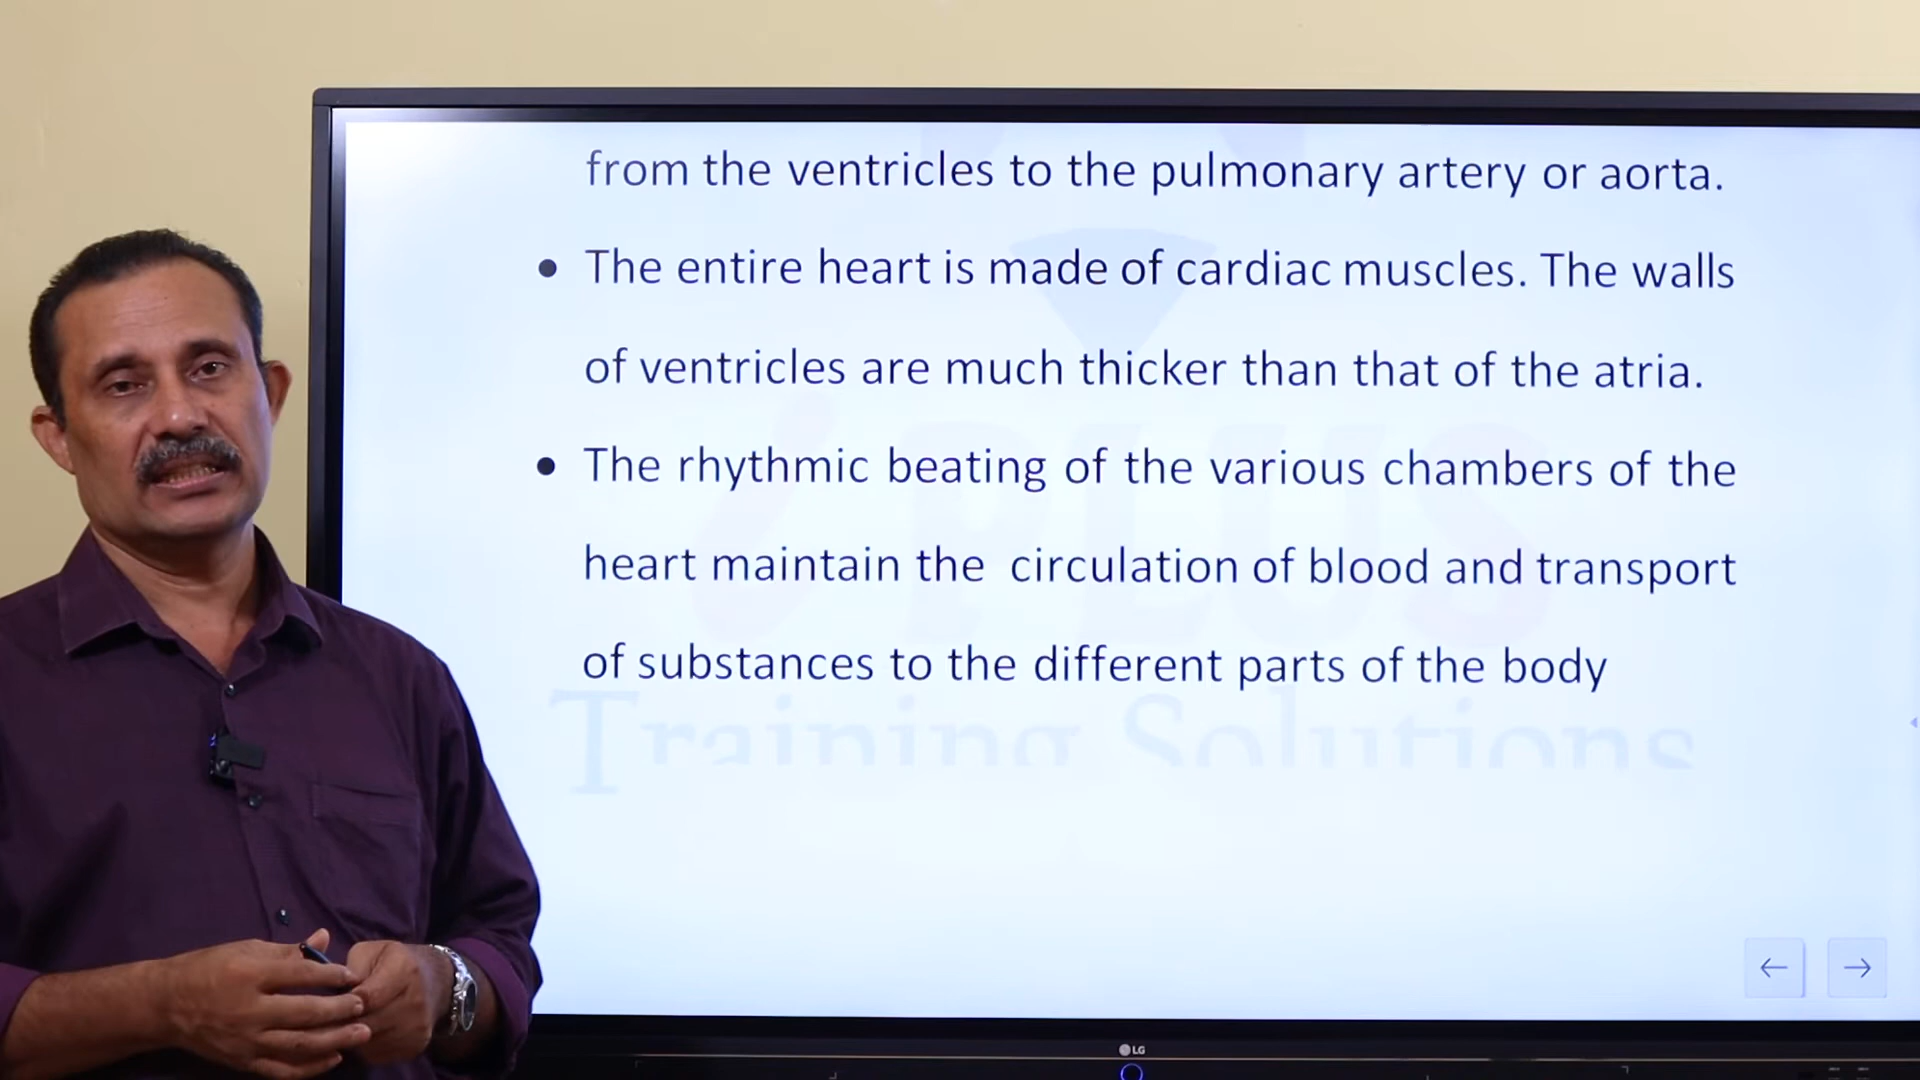 from the ventricles to the pulmonary artery or aorta.
• The entire heart is made of cardiac muscles. The walls
of ventricles are much thicker than that of the atria.
• The rhythmic beating of the various chambers of the
heart maintain the circulation of blood and transport
of substances to the different parts of the body
PLUS
Training Solutions
LG